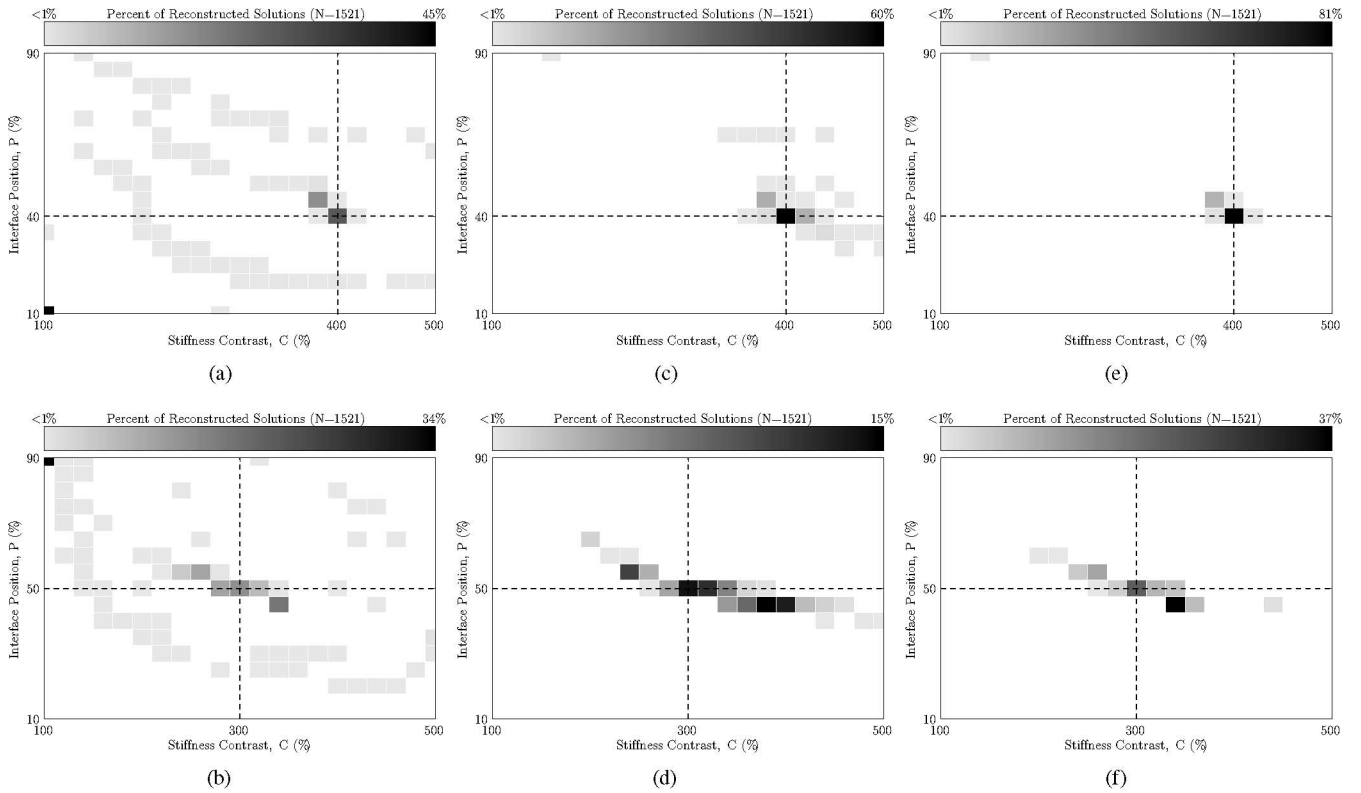 <1% Percent of Reconstructed Solutions (N=1521) 45%
90
Interface Position, P (%)
40
10
100 400 500
Stiffness Contrast, C (%)
(a)
<1% Percent of Reconstructed Solutions (N=1521) 60%
90
Interface Position, P (%)
40
10
100 400 500
Stiffness Contrast, C (%)
(c)
<1% Percent of Reconstructed Solutions (N=1521) 81%
90
Interface Position, P (%)
40
10
100 400 500
Stiffness Contrast, C (%)
(e)
<1% Percent of Reconstructed Solutions (N=1521) 34%
90
Interface Position, P (%)
50
10
100 300 500
Stiffness Contrast, C (%)
(b)
<1% Percent of Reconstructed Solutions (N=1521) 15%
90
Interface Position, P (%)
50
10
100 300 500
Stiffness Contrast, C (%)
(d)
<1% Percent of Reconstructed Solutions (N=1521) 37%
90
Interface Position, P (%)
50
10
100 300 500
Stiffness Contrast, C (%)
(f)